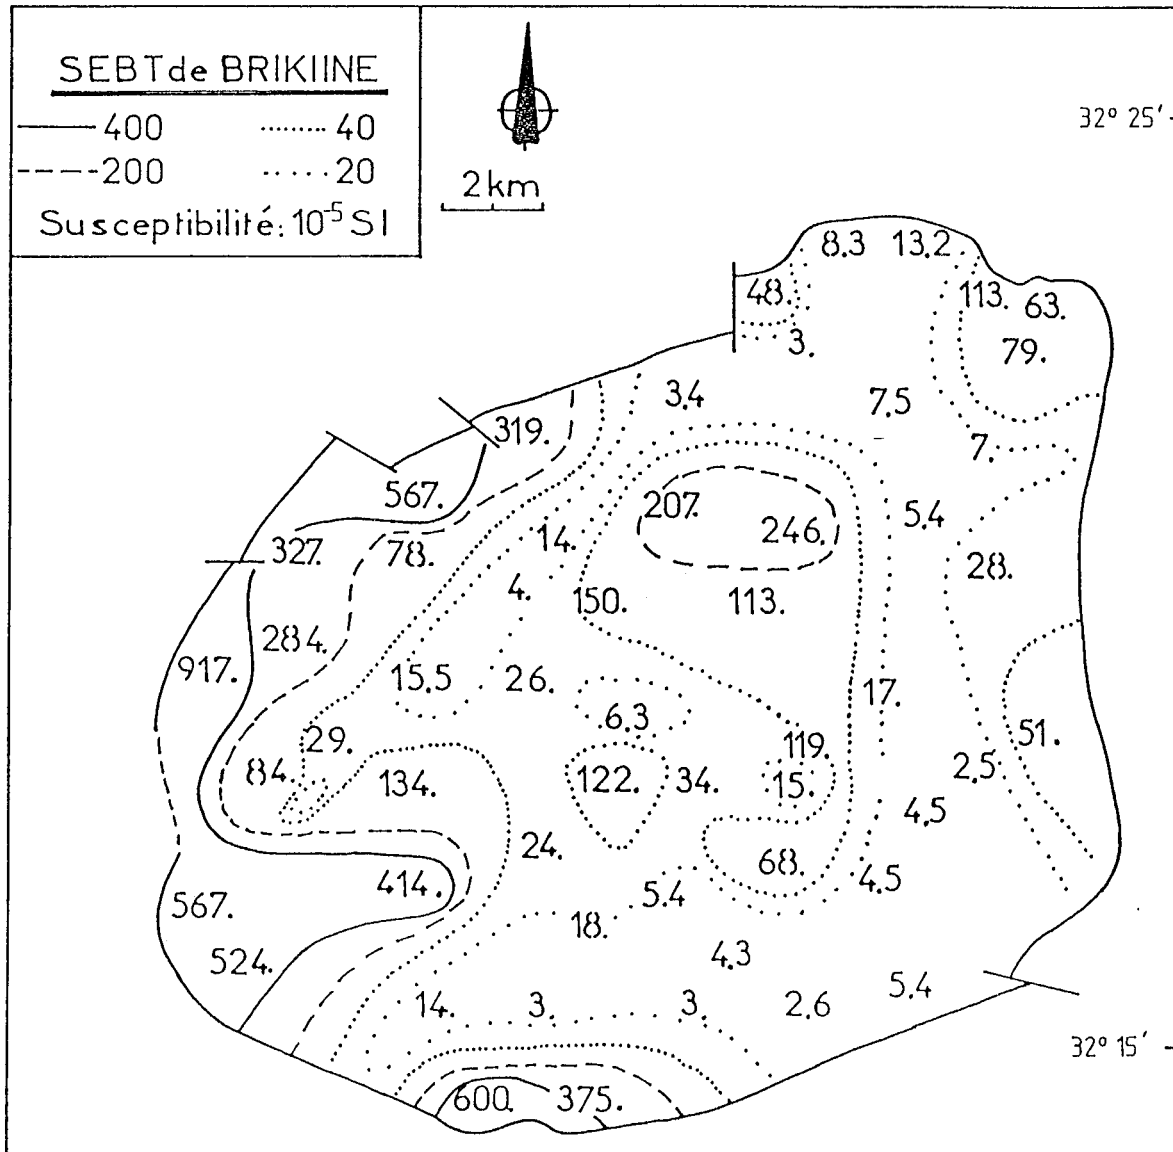 SEBT de BRIKIINE
400 40
200 20
Susceptibilité: 10⁻⁵ SI
2km
32° 25′
8.3 13.2
48. 113. 63.
3. 79.
3.4 7.5
319. 7.
567. 207. 246. 5.4
327. 78. 14. 28.
4. 150. 113.
284.
917. 15.5 26. 17.
6.3
29. 119. 51.
84. 134. 122. 34. 15. 2.5
4.5
24.
414. 68. 4.5
567. 5.4
18.
524. 4.3
14. 3. 3. 2.6 5.4
32° 15′
600. 375.